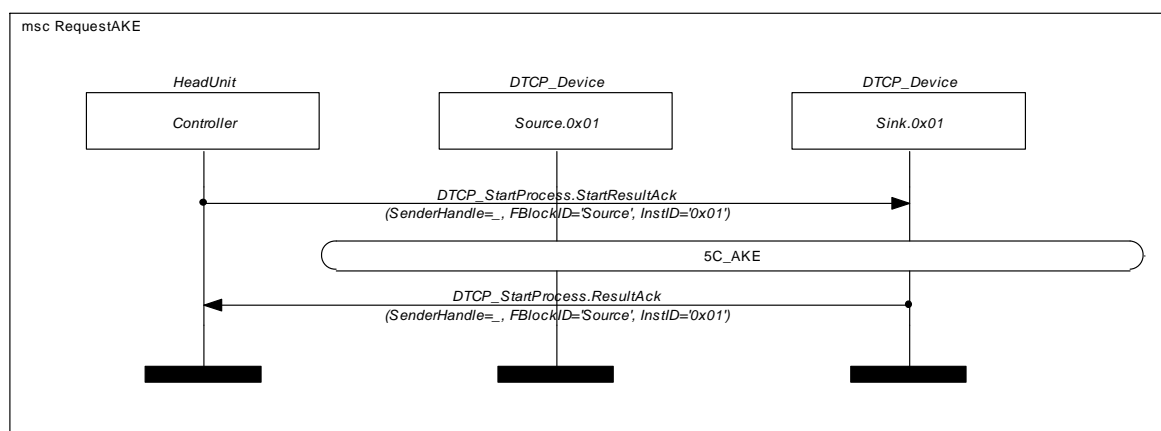 msc RequestAKE
HeadUnit
DTCP_Device
DTCP_Device
Controller
Source.0x01
Sink.0x01
DTCP_StartProcess.StartResultAck
(SenderHandle=_, FBlockID='Source', InstID='0x01')
5C_AKE
DTCP_StartProcess.ResultAck
(SenderHandle=_, FBlockID='Source', InstID='0x01')